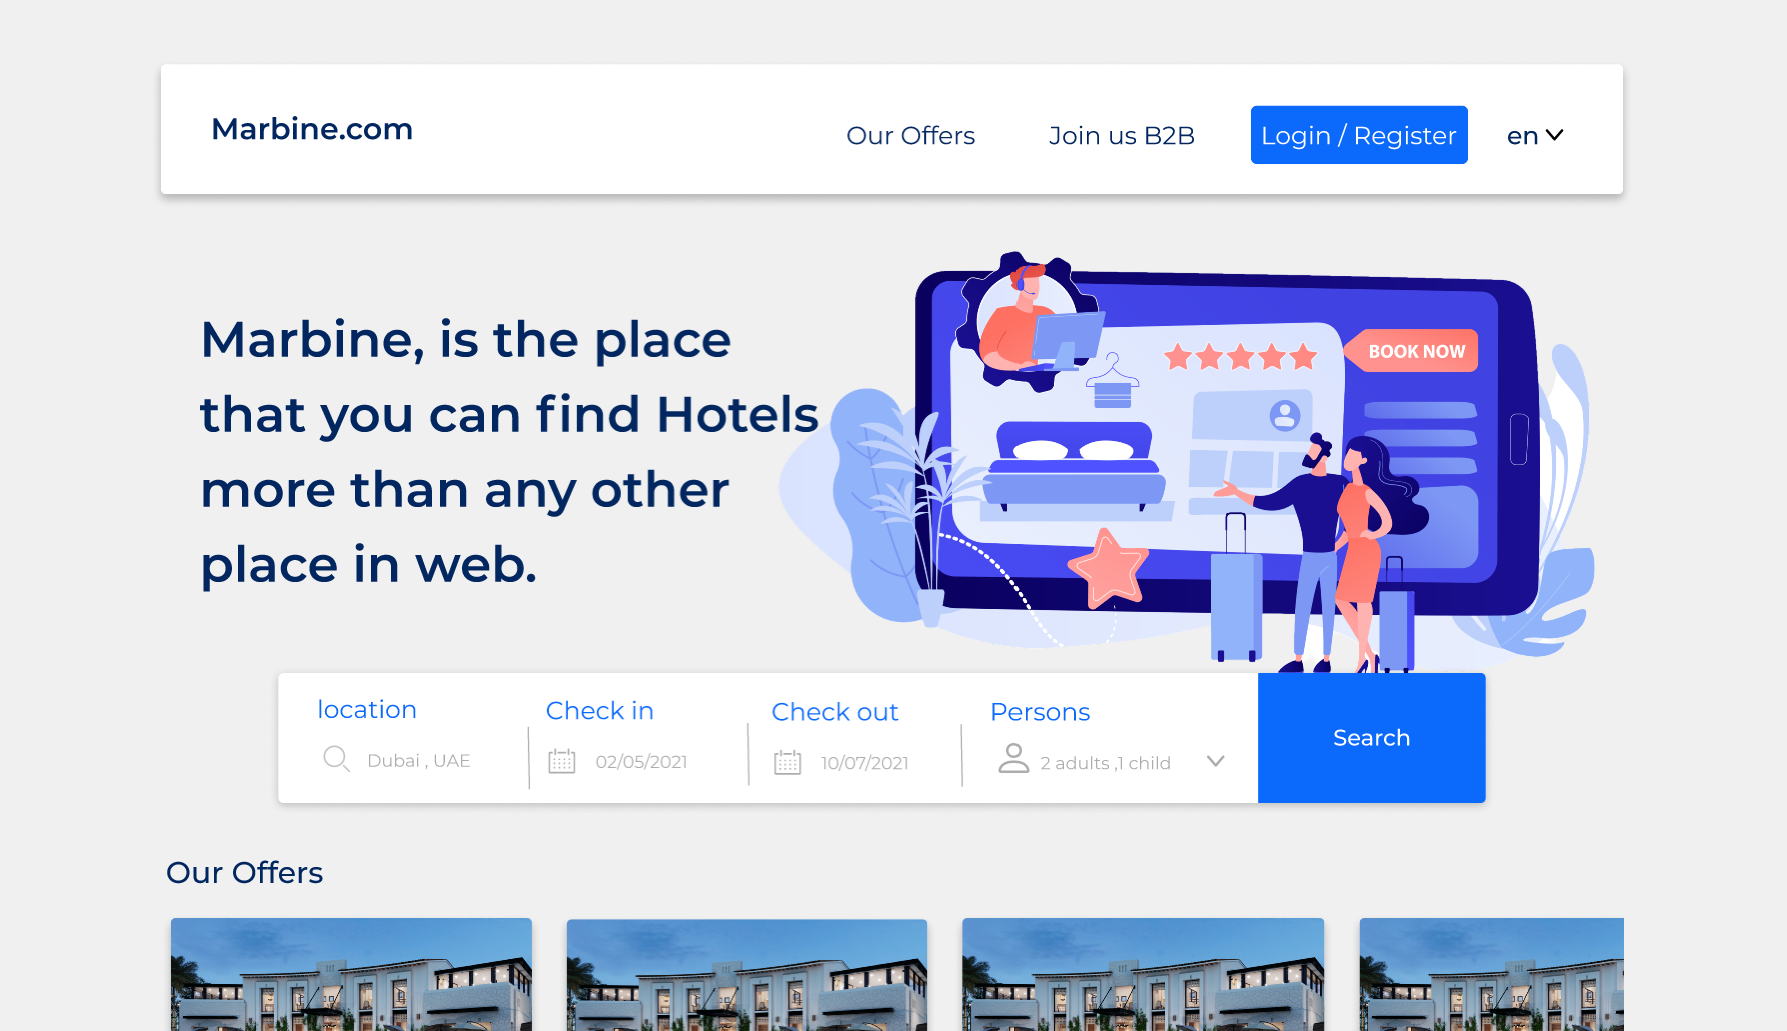 Marbine.com
Our Offers
Join us B2B
Login / Register
en
Marbine, is the place
that you can find Hotels
more than any other
place in web.
BOOK NOW
location
Check in
Check out
Persons
Dubai , UAE
02/05/2021
10/07/2021
2 adults ,1 child
Search
Our Offers